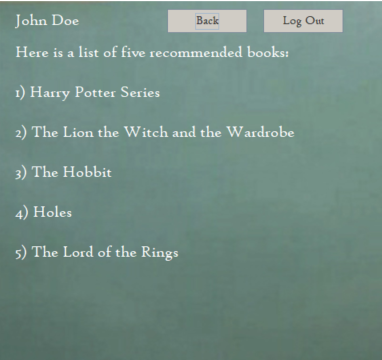 John Doe
Back
Log Out
Here is a list of five recommended books:
1) Harry Potter Series
2) The Lion the Witch and the Wardrobe
3) The Hobbit
4) Holes
5) The Lord of the Rings